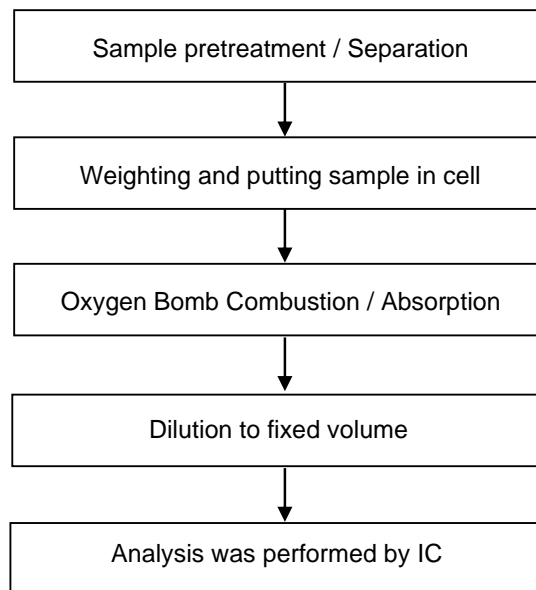 Sample pretreatment / Separation
Weighting and putting sample in cell
Oxygen Bomb Combustion / Absorption
Dilution to fixed volume
Analysis was performed by IC